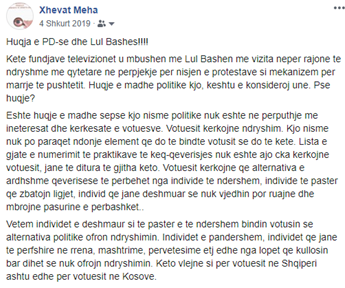 Xhevat Meha
4 Shkurt 2019 ·
Huqja e PD-se dhe Lul Bashes!!!!
Kete fundjave televizionet u mbushen me Lul Bashen me vizita neper rajone te
ndryshme me qytetare ne perpjekje per nisjen e protestave si mekanizem per
marrje te pushtetit. Huqje e madhe politike kjo, keshtu e konsideroj une. Pse
huqje?
Eshte huqje e madhe sepse kjo nisme politike nuk eshte ne perputhje me
ineteresat dhe kerkesate e votuesve. Votuesit kerkojne ndryshim. Kjo nisme
nuk po paraqet ndonje element qe do te bindte votusit se do te kete. Lista e
gjate e numerimit te praktikave te keq-qeverisjes nuk eshte ajo cka kerkojne
votuesit, jane te ditura te gjitha keto. Votuesit kerkojne qe alternativa e
ardhshme qeverisese te perbehet nga individe te ndershem, individe te paster
qe zbatojn ligjet, individ qe jane deshmuar se nuk vjedhin por ruajne dhe
mbrojne pasurine e perbashket..
Vetem individet e deshmaur si te paster e te ndershem bindin votusin se
alternativa politike ofron ndryshimin. Individet e pandershem, individet qe jane
te perfshire ne rrena, mashtrime, pervetesime etj edhe nga lopet qe kullosin
bar dihet se nuk ofrojn ndryshimin. Keto vlejne si per votuesit ne Shqiperi
ashtu edhe per votuesit ne Kosove.